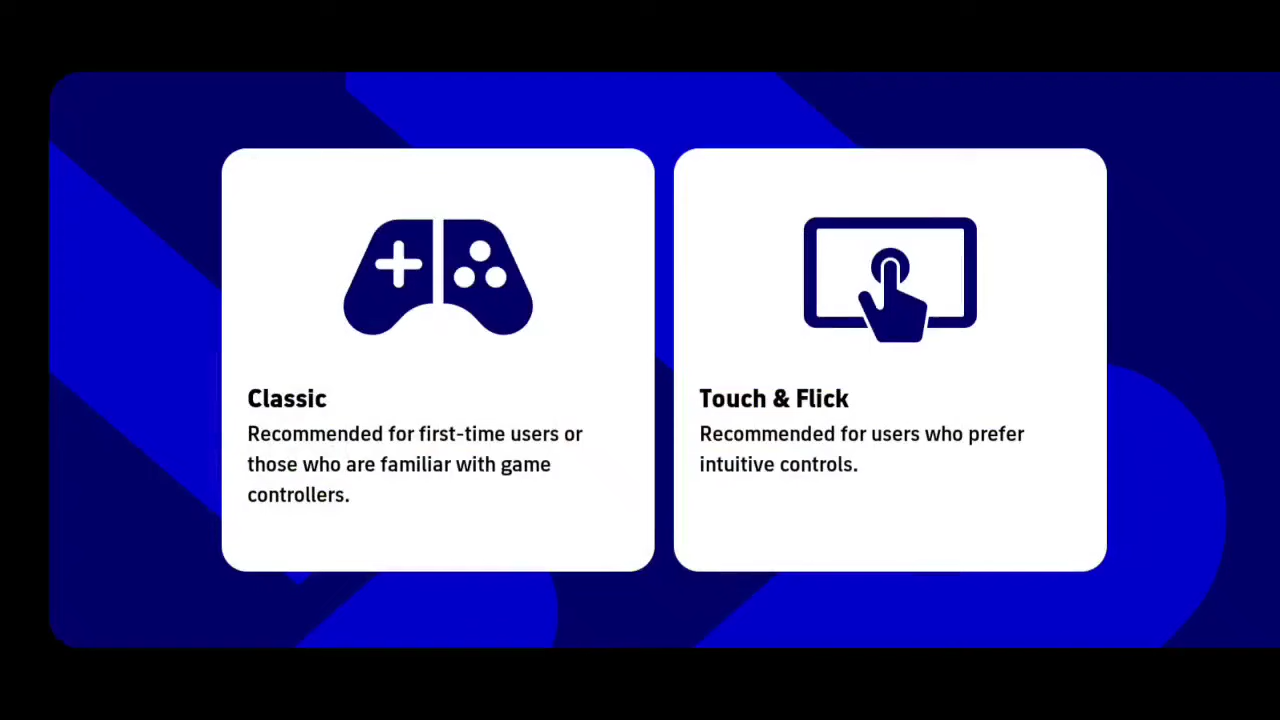 Classic
Recommended for first-time users or
those who are familiar with game
controllers.
Touch & Flick
Recommended for users who prefer
intuitive controls.